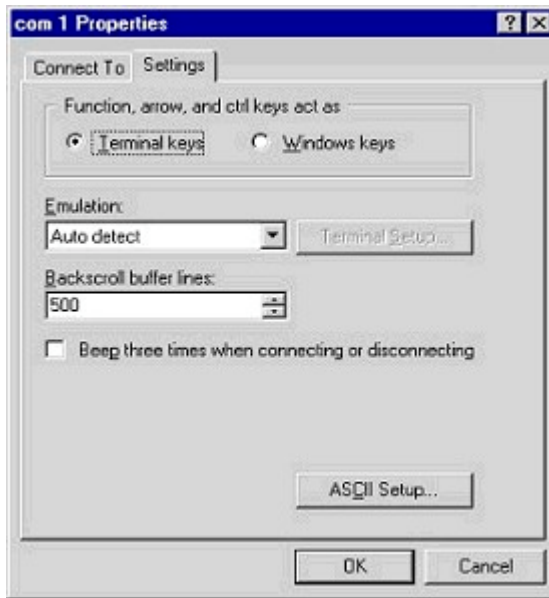 com 1 Properties
Connect To Settings
Function, arrow, and ctrl keys act as
Terminal keys Windows keys
Emulation:
Auto detect Terminal Setup...
Backscroll buffer lines:
500
Beep three times when connecting or disconnecting
ASCII Setup...
OK Cancel